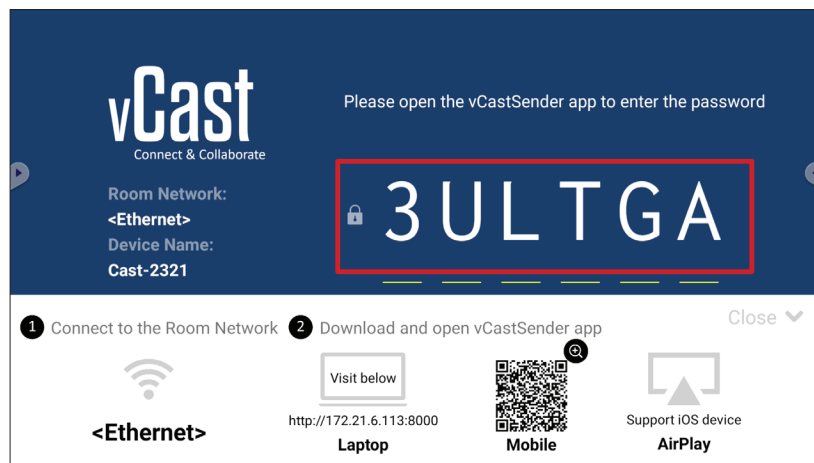 vCast
Connect & Collaborate
Please open the vCastSender app to enter the password
Room Network:
<Ethernet>
Device Name:
Cast-2321
3ULTGA
1 Connect to the Room Network
2 Download and open vCastSender app
Close
<Ethernet>
Visit below
http://172.21.6.113:8000
Laptop
Mobile
Support iOS device
AirPlay